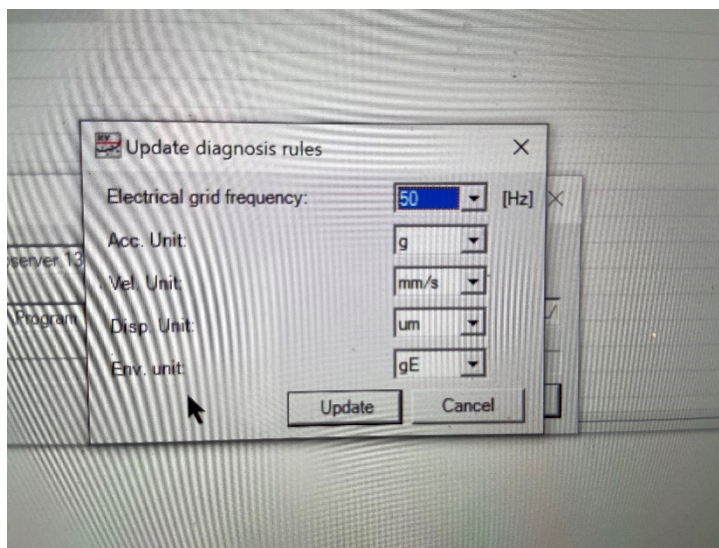 Update diagnosis rules
Electrical grid frequency: 50 [Hz]
Acc. Unit: g
Vel. Unit: mm/s
Disp. Unit: um
Env. unit: gE
Update Cancel
server 13
Program